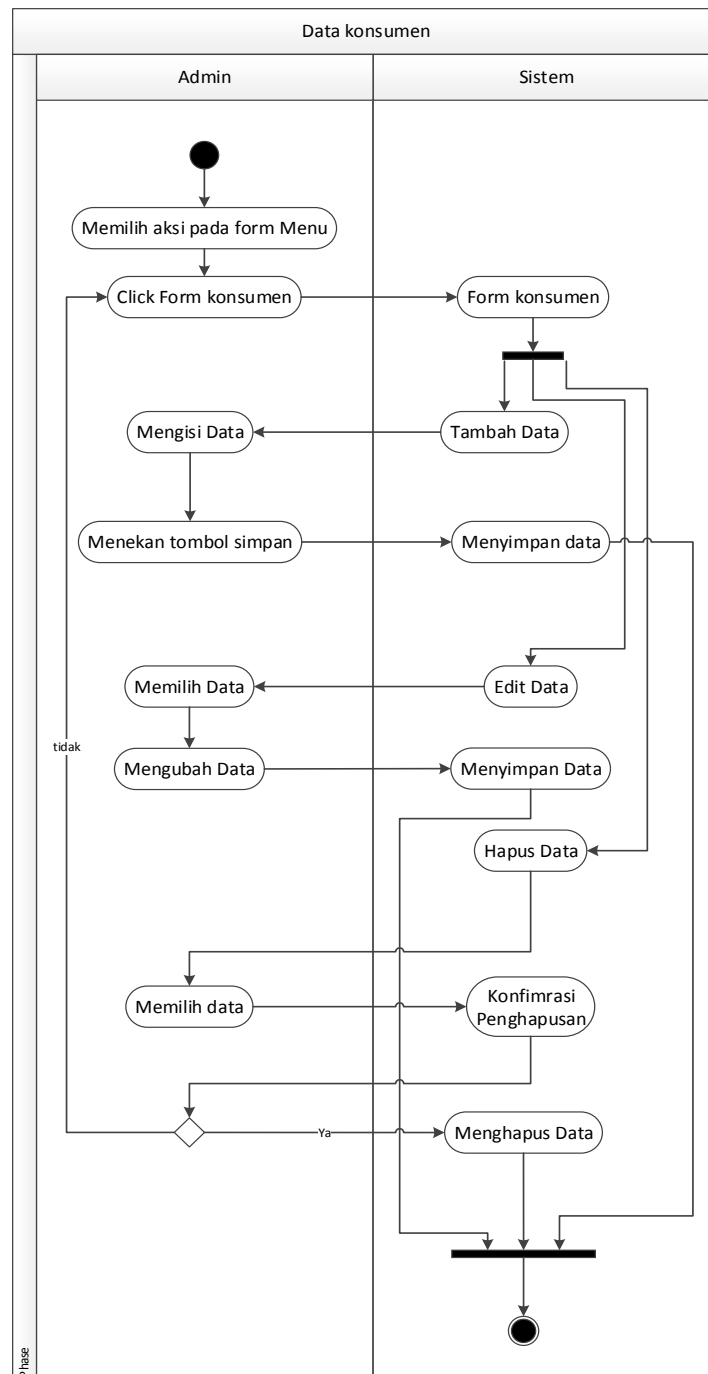 Data konsumen
Admin
Sistem
Memilih aksi pada form Menu
Click Form konsumen
Form konsumen
Mengisi Data
Tambah Data
Menekan tombol simpan
Menyimpan data
Memilih Data
Edit Data
tidak
Mengubah Data
Menyimpan Data
Hapus Data
Memilih data
Konfimrasi
Penghapusan
Ya
Menghapus Data
Phase